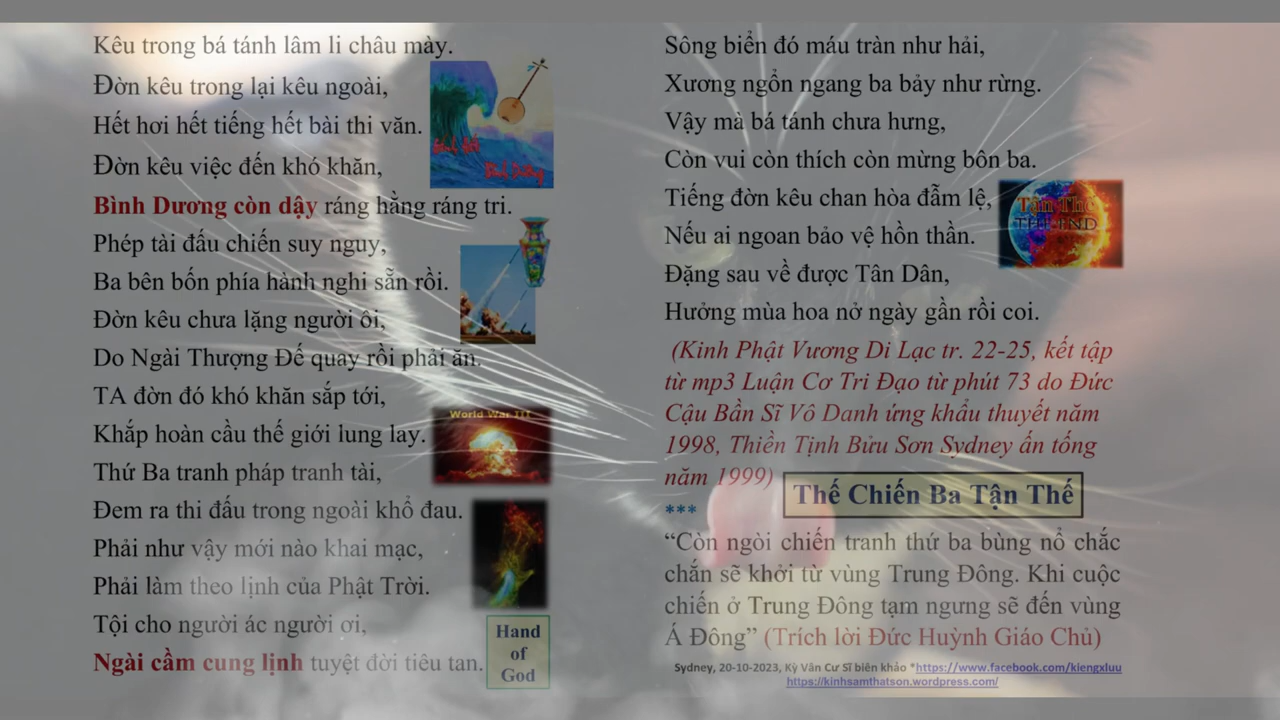 Kêu trong bá tánh lâm li châu mày.
Đờn kêu trong lại kêu ngoài,
Hết hơi hết tiếng hết bài thi văn.
Đờn kêu việc đến khó khăn,
Bình Dương còn dậy ráng hằng ráng tri.
Phép tài đấu chiến suy nguy,
Ba bên bốn phía hành nghi sẵn rồi.
Đờn kêu chưa lặng người ôi,
Do Ngài Thượng Đế quay rồi phải ăn.
TA đờn đó khó khăn sắp tới,
Khắp hoàn cầu thế giới lung lay.
World War III
Thứ Ba tranh pháp tranh tài,
Đem ra thi đấu trong ngoài khổ đau.
Phải như vậy mới nào khai mạc,
Phải làm theo lịnh của Phật Trời.
Tội cho người ác người ơi,
Ngài cầm cung lịnh tuyệt đời tiêu tan.
Hand
of
God
Sông biển đó máu tràn như hải,
Xương ngổn ngang ba bảy như rừng.
Vậy mà bá tánh chưa hưng,
Còn vui còn thích còn mừng bôn ba.
Tiếng đờn kêu chan hòa đẫm lệ,
Nếu ai ngoan bảo vệ hồn thần.
Đặng sau về được Tân Dân,
Hưởng mùa hoa nở ngày gần rồi coi.
Tận Thế
THE END
(Kinh Phật Vương Di Lạc tr. 22-25, kết tập
từ mp3 Luận Cơ Tri Đạo từ phút 73 do Đức
Cậu Bần Sĩ Vô Danh ứng khẩu thuyết năm
1998, Thiền Tịnh Bửu Sơn Sydney ấn tống
năm 1999)
Thế Chiến Ba Tận Thế
***
“Còn ngòi chiến tranh thứ ba bùng nổ chắc
chắn sẽ khởi từ vùng Trung Đông. Khi cuộc
chiến ở Trung Đông tạm ngưng sẽ đến vùng
Á Đông” (Trích lời Đức Huỳnh Giáo Chủ)
Sydney, 20-10-2023, Kỳ Vân Cư Sĩ biên khảo *https://www.facebook.com/kiengxluu
https://kinhsamthatson.wordpress.com/